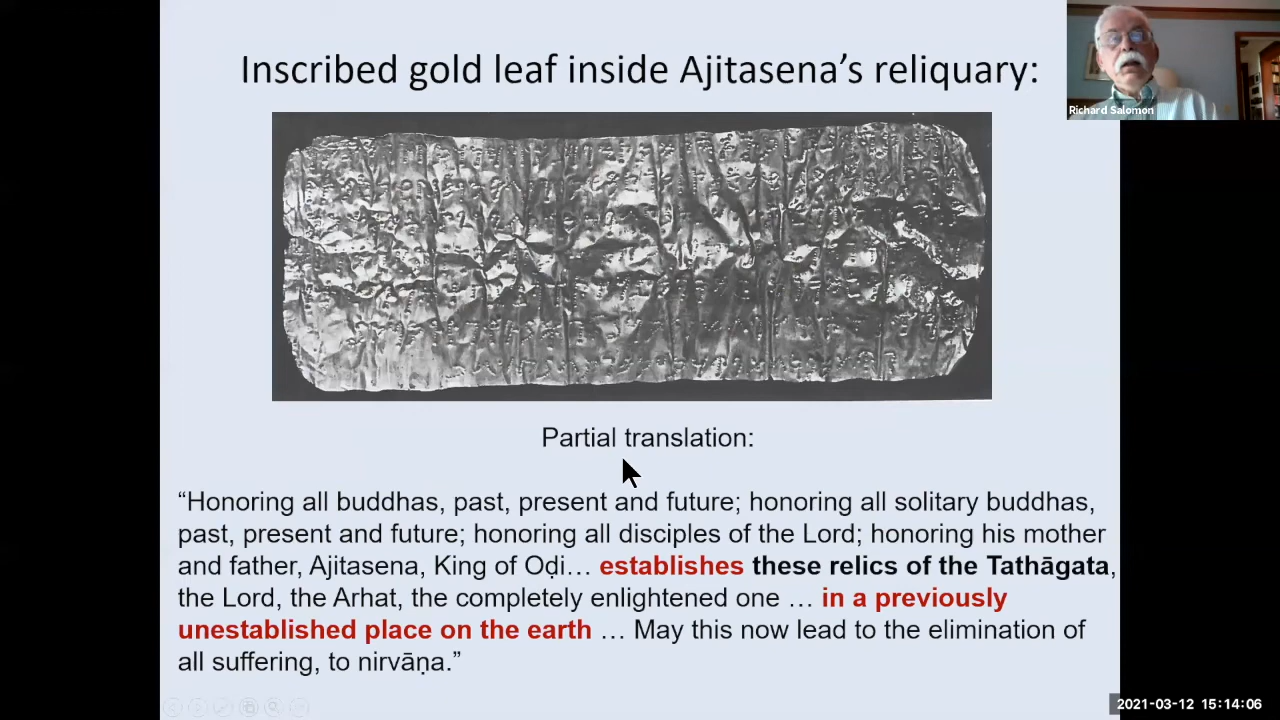 Inscribed gold leaf inside Ajitasena’s reliquary:
Richard Salomon
Partial translation:
“Honoring all buddhas, past, present and future; honoring all solitary buddhas,
past, present and future; honoring all disciples of the Lord; honoring his mother
and father, Ajitasena, King of Oḍi… establishes these relics of the Tathāgata,
the Lord, the Arhat, the completely enlightened one … in a previously
unestablished place on the earth … May this now lead to the elimination of
all suffering, to nirvāṇa.”
2021-03-12 15:14:06